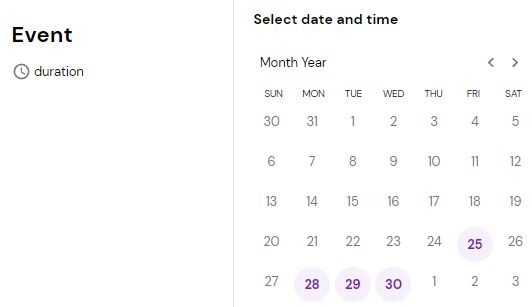 Event
duration
Select date and time
Month Year
SUN MON TUE WED THU FRI SAT
30 31 1 2 3 4 5
6 7 8 9 10 11 12
13 14 15 16 17 18 19
20 21 22 23 24 25 26
27 28 29 30 1 2 3